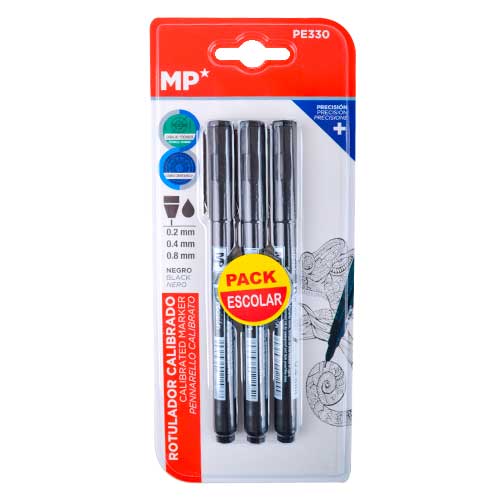 PE330
MP
PRECISIÓN
PRECISION
PRECISIONE
+
0.2 mm
0.4 mm
0.8 mm
NEGRO
BLACK
NERO
PACK
ESCOLAR
ROTULADOR CALIBRADO
CALIBRATED MARKER
PENNARELLO CALIBRATO
MP